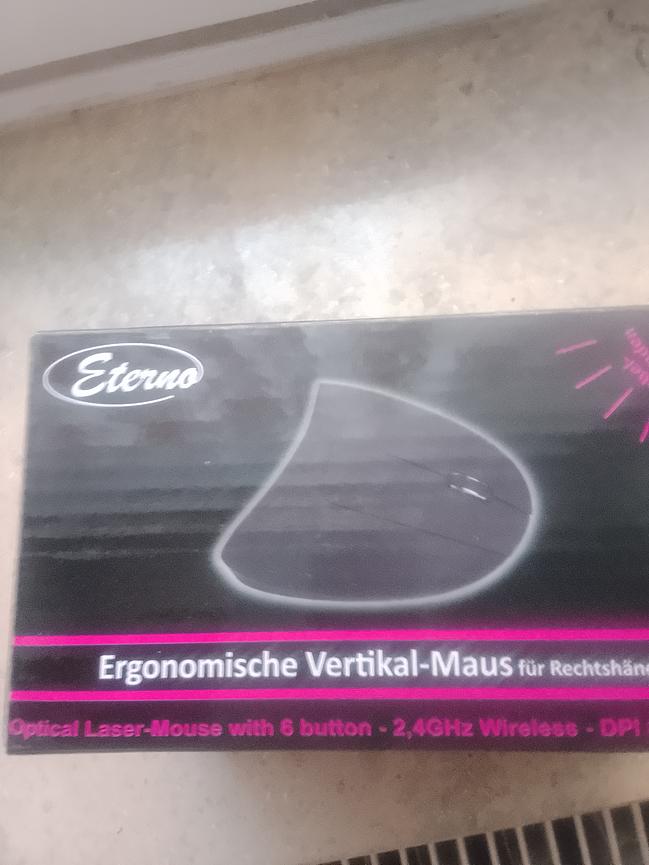 Eterno
Ergonomische Vertikal-Maus für Rechtshän
Optical Laser-Mouse with 6 button - 2,4GHz Wireless - DPI